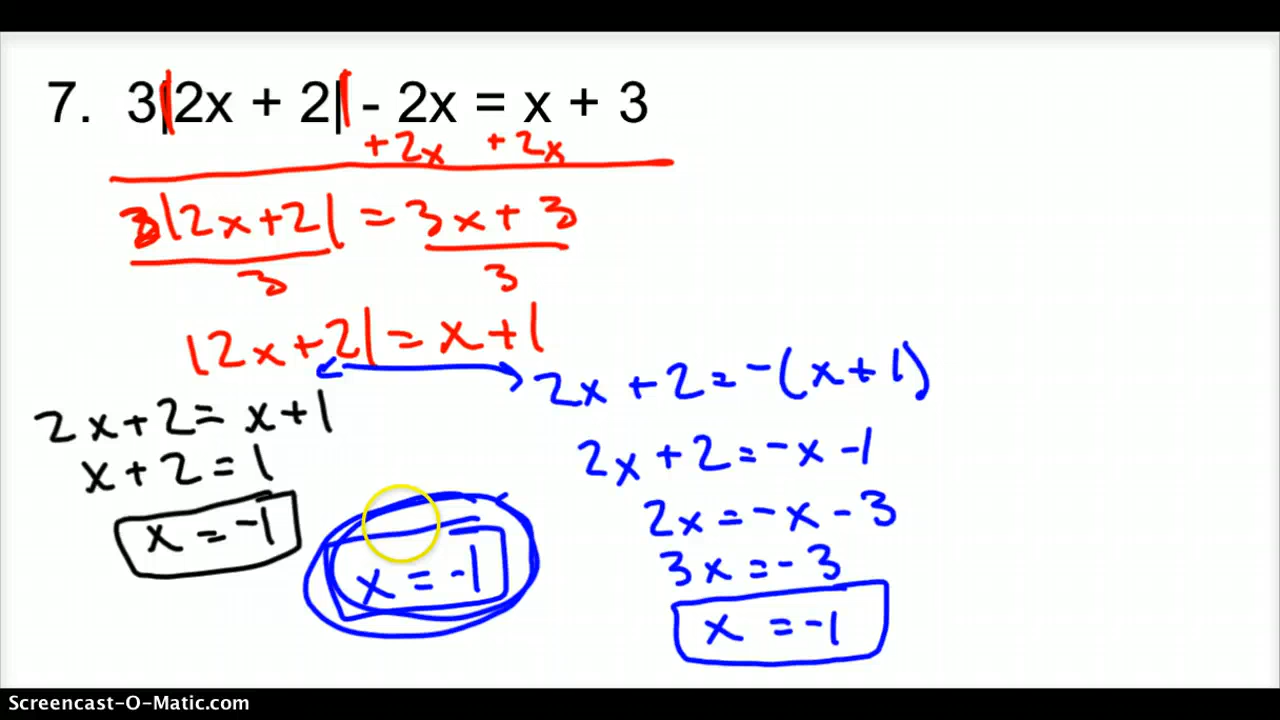 7. 3|2x + 2| - 2x = x + 3
+2x +2x
3|2x+2| = 3x+3
3 3
|2x+2| = x+1
2x+2 = x+1
x+2 = 1
x = -1
x = -1
2x+2 = -(x+1)
2x+2 = -x-1
2x = -x-3
3x = -3
x = -1
Screencast-O-Matic.com